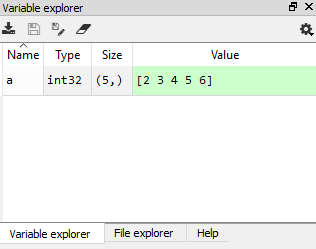 Variable explorer
Name Type Size Value
a int32 (5,) [2 3 4 5 6]
Variable explorer File explorer Help